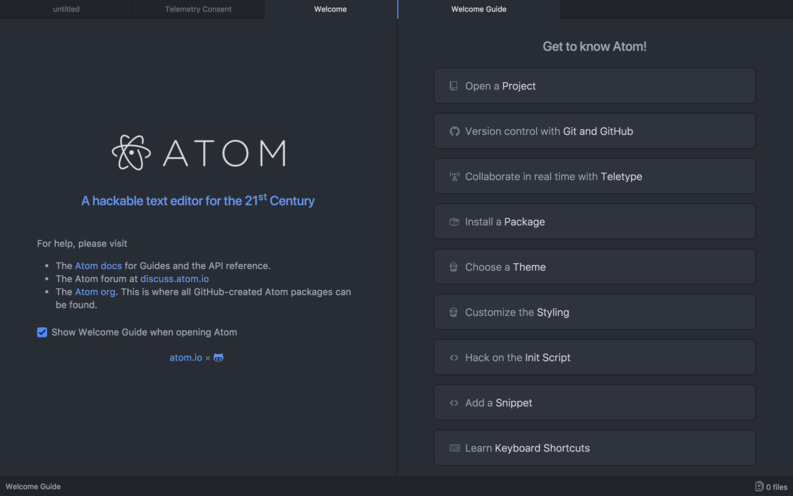 untitled
Telemetry Consent
Welcome
Welcome Guide
ATOM
A hackable text editor for the 21st Century
For help, please visit
• The Atom docs for Guides and the API reference.
• The Atom forum at discuss.atom.io
• The Atom org. This is where all GitHub-created Atom packages can
be found.
Show Welcome Guide when opening Atom
atom.io ×
Get to know Atom!
Open a Project
Version control with Git and GitHub
Collaborate in real time with Teletype
Install a Package
Choose a Theme
Customize the Styling
Hack on the Init Script
Add a Snippet
Learn Keyboard Shortcuts
Welcome Guide
0 files